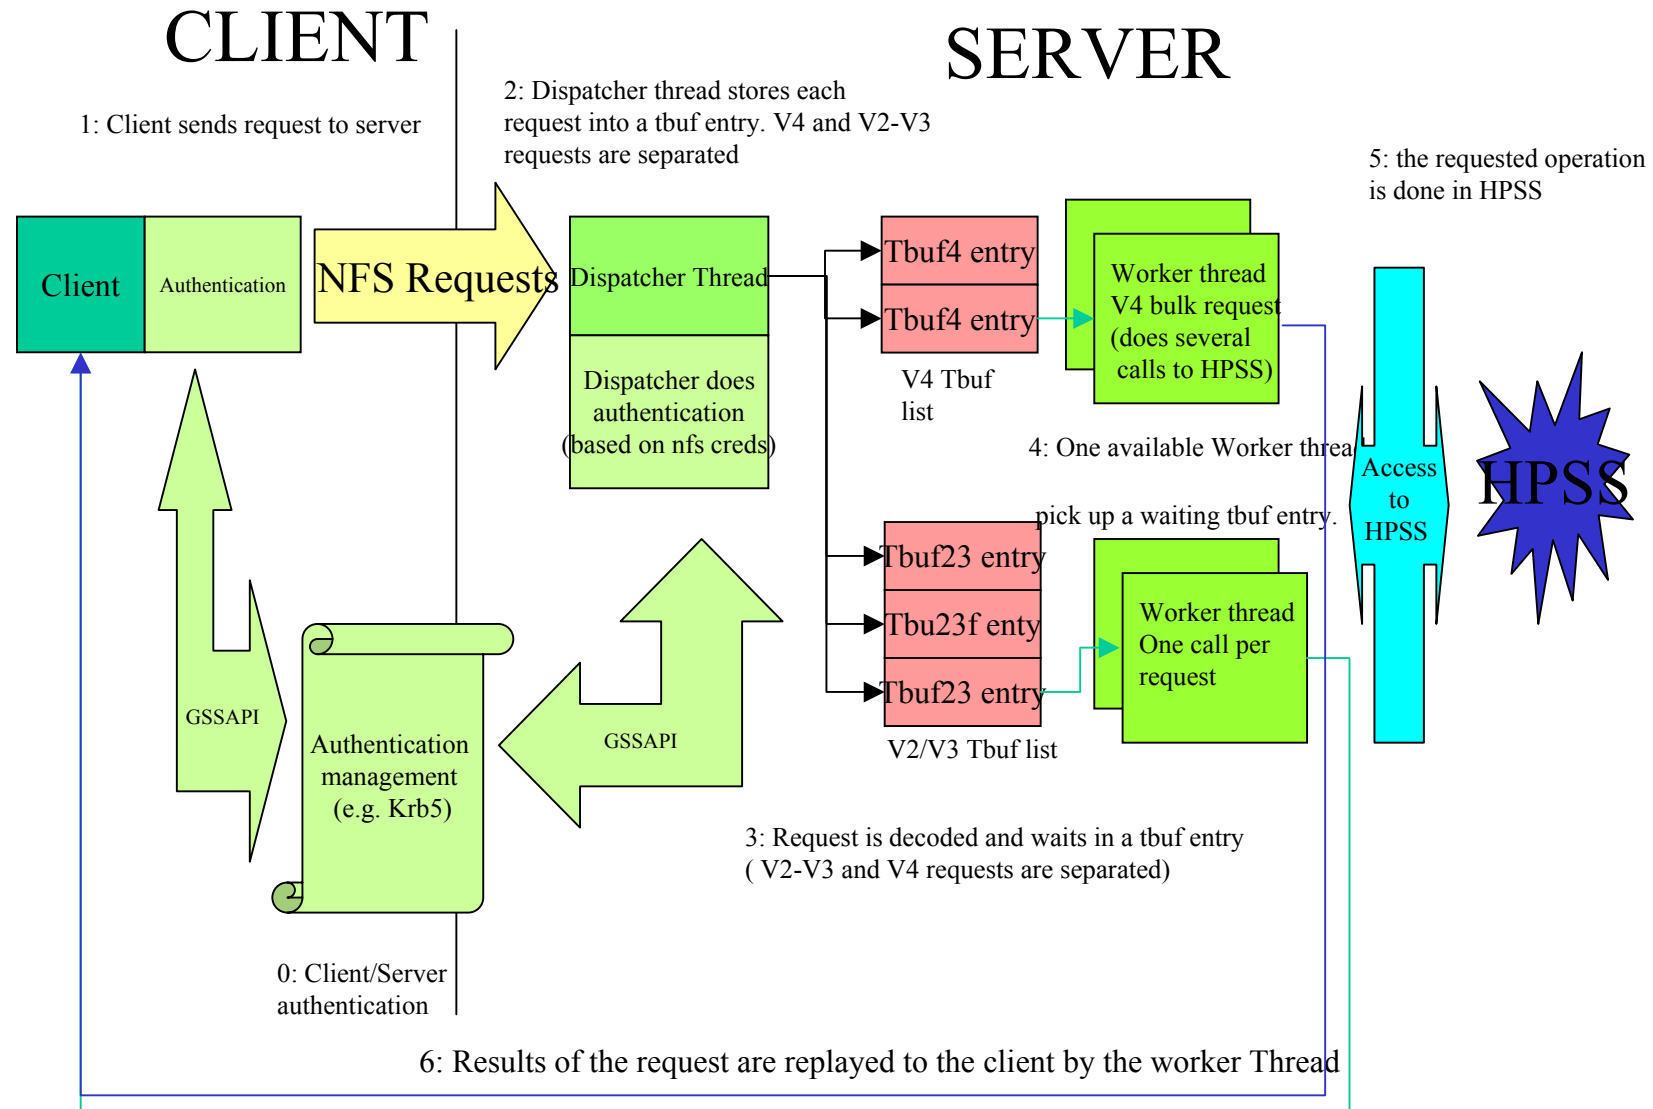 CLIENT
SERVER
1: Client sends request to server
2: Dispatcher thread stores each
request into a tbuf entry. V4 and V2-V3
requests are separated
5: the requested operation
is done in HPSS
Client
Authentication
NFS Requests
Dispatcher Thread
Dispatcher does
authentication
(based on nfs creds)
Tbuf4 entry
Tbuf4 entry
V4 Tbuf
list
Worker thread
V4 bulk request
(does several
calls to HPSS)
4: One available Worker threa
pick up a waiting tbuf entry.
Access
to
HPSS
HPSS
Tbuf23 entry
Tbu23f enty
Tbuf23 entry
V2/V3 Tbuf list
Worker thread
One call per
request
GSSAPI
GSSAPI
Authentication
management
(e.g. Krb5)
3: Request is decoded and waits in a tbuf entry
( V2-V3 and V4 requests are separated)
0: Client/Server
authentication
6: Results of the request are replayed to the client by the worker Thread